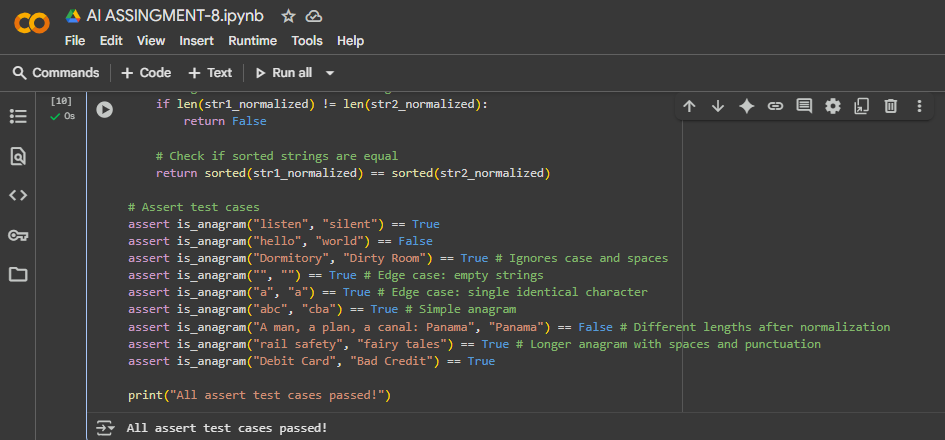 AI ASSINGMENT-8.ipynb
File Edit View Insert Runtime Tools Help
Commands + Code + Text Run all
[10]
0s
if len(str1_normalized) != len(str2_normalized):
return False
# Check if sorted strings are equal
return sorted(str1_normalized) == sorted(str2_normalized)
# Assert test cases
assert is_anagram("listen", "silent") == True
assert is_anagram("hello", "world") == False
assert is_anagram("Dormitory", "Dirty Room") == True # Ignores case and spaces
assert is_anagram("", "") == True # Edge case: empty strings
assert is_anagram("a", "a") == True # Edge case: single identical character
assert is_anagram("abc", "cba") == True # Simple anagram
assert is_anagram("A man, a plan, a canal: Panama", "Panama") == False # Different lengths after normalization
assert is_anagram("rail safety", "fairy tales") == True # Longer anagram with spaces and punctuation
assert is_anagram("Debit Card", "Bad Credit") == True
print("All assert test cases passed!")
All assert test cases passed!